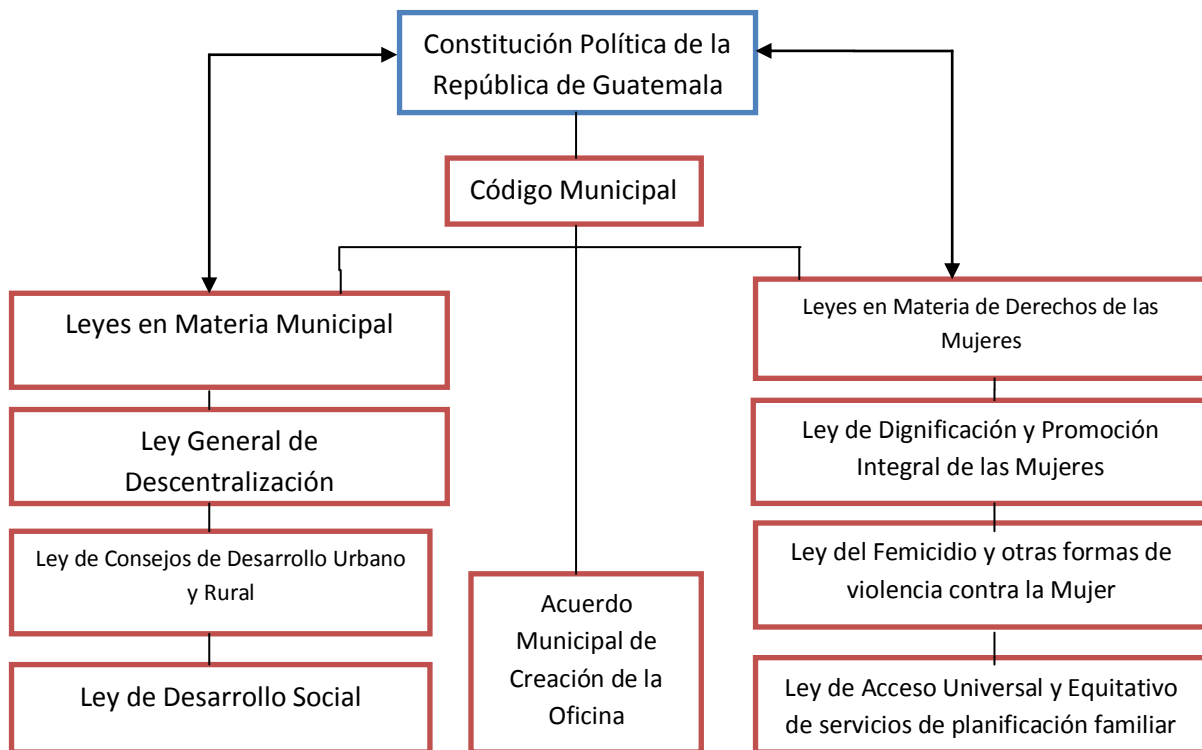 Constitución Política de la
República de Guatemala
Código Municipal
Leyes en Materia Municipal
Ley General de
Descentralización
Ley de Consejos de Desarrollo Urbano
y Rural
Ley de Desarrollo Social
Acuerdo
Municipal de
Creación de la
Oficina
Leyes en Materia de Derechos de las
Mujeres
Ley de Dignificación y Promoción
Integral de las Mujeres
Ley del Femicidio y otras formas de
violencia contra la Mujer
Ley de Acceso Universal y Equitativo
de servicios de planificación familiar